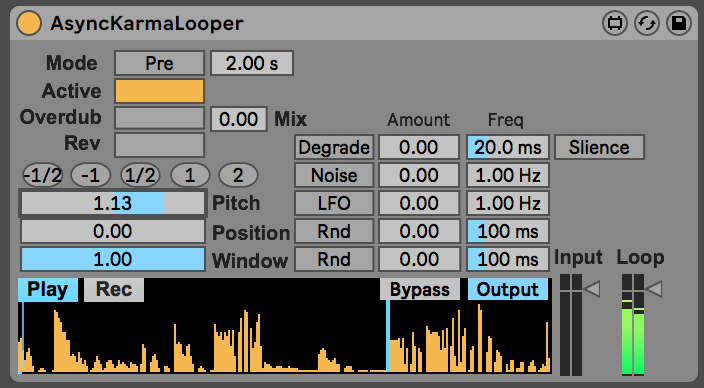 AsyncKarmaLooper
Mode Pre 2.00 s
Active
Overdub 0.00 Mix
Rev
Amount Freq
Degrade 0.00 20.0 ms Slience
Noise 0.00 1.00 Hz
-1/2 -1 1/2 1 2
LFO 0.00 1.00 Hz
1.13 Pitch
Rnd 0.00 100 ms
0.00 Position
Rnd 0.00 100 ms
1.00 Window
Input Loop
Play Rec Bypass Output